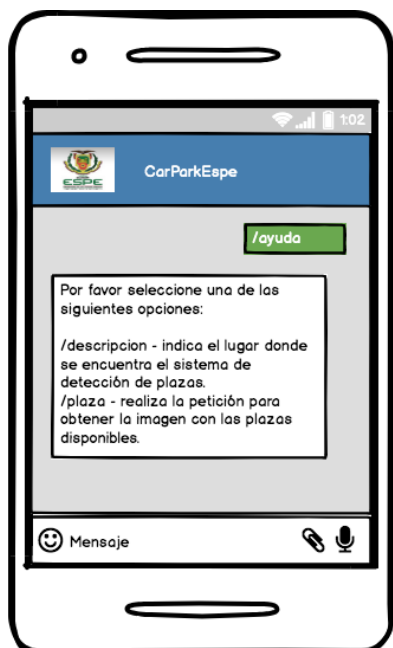 1:02
ESPE
CarParkEspe
/ayuda
Por favor seleccione una de las
siguientes opciones:
/descripcion - indica el lugar donde
se encuentra el sistema de
detección de plazas.
/plaza - realiza la petición para
obtener la imagen con las plazas
disponibles.
Mensaje